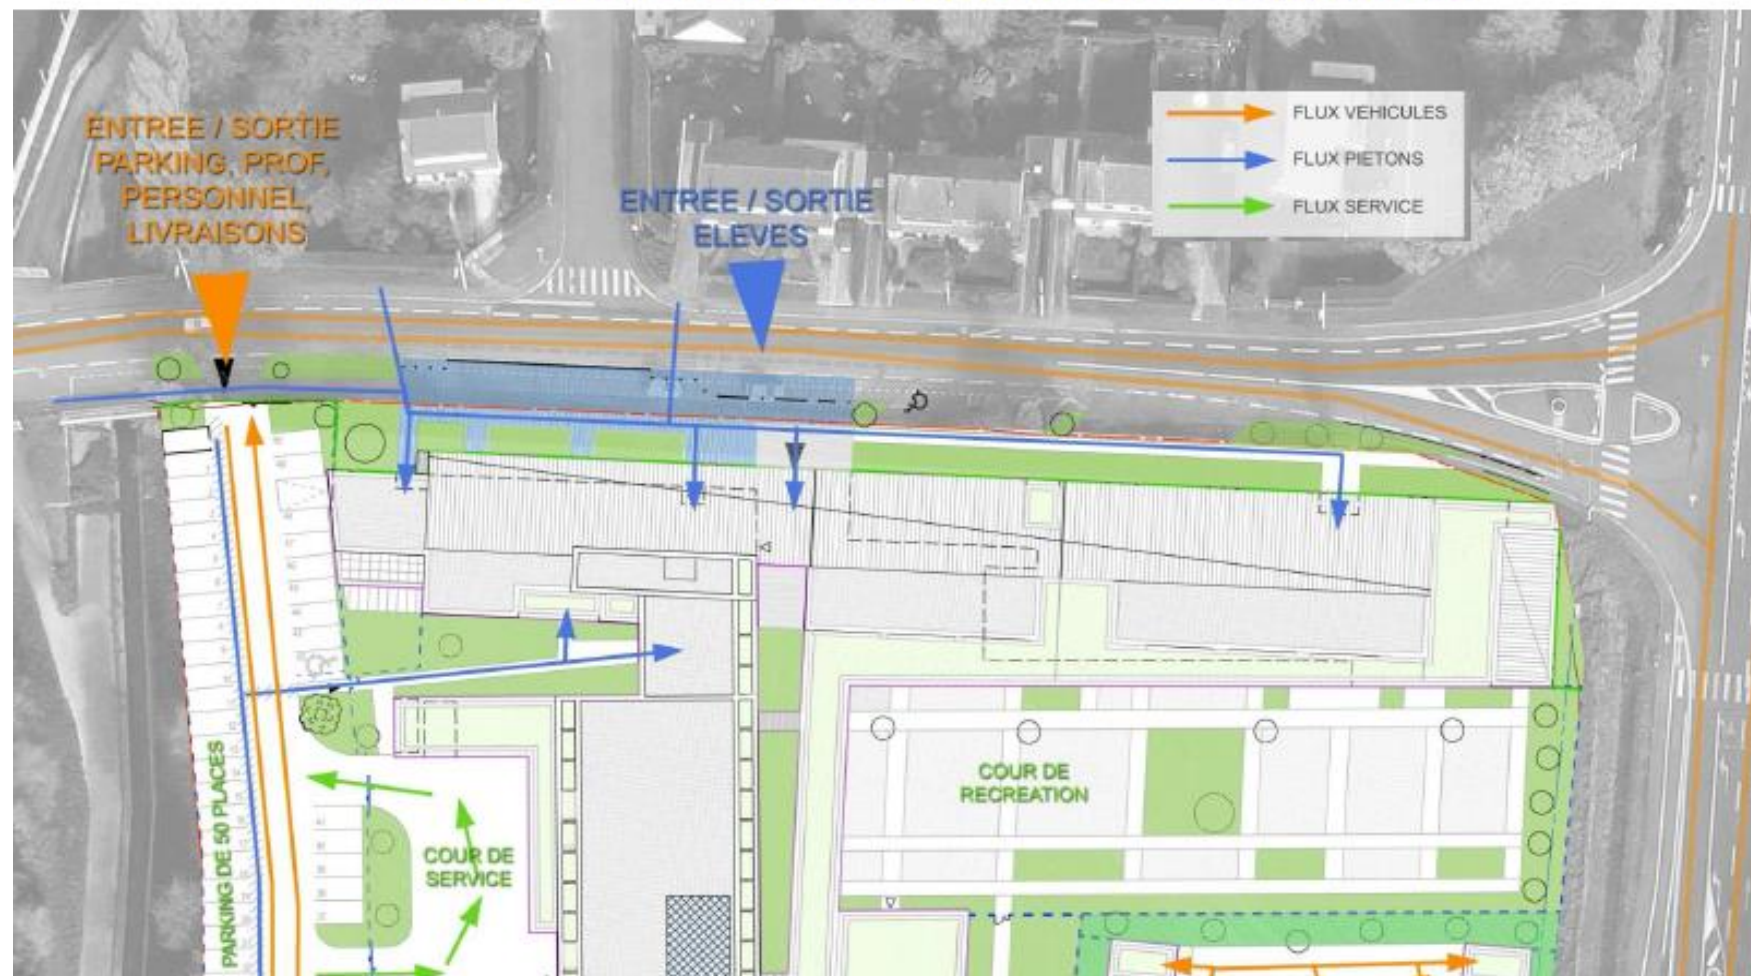 ENTREE / SORTIE
PARKING, PROF,
PERSONNEL,
LIVRAISONS
ENTREE / SORTIE
ELEVES
FLUX VEHICULES
FLUX PIETONS
FLUX SERVICE
PARKING DE 50 PLACES
COUR DE
SERVICE
COUR DE
RECREATION